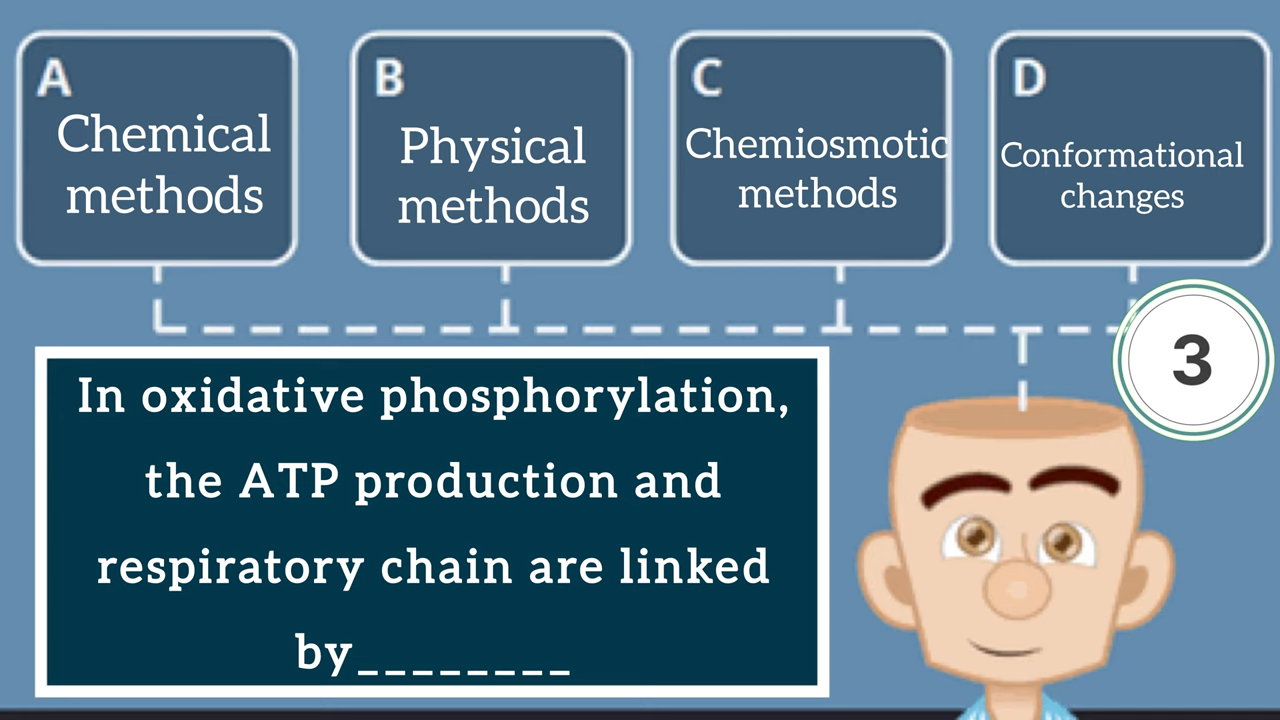 A
Chemical
methods
B
Physical
methods
C
Chemiosmotic
methods
D
Conformational
changes
3
In oxidative phosphorylation,
the ATP production and
respiratory chain are linked
by________